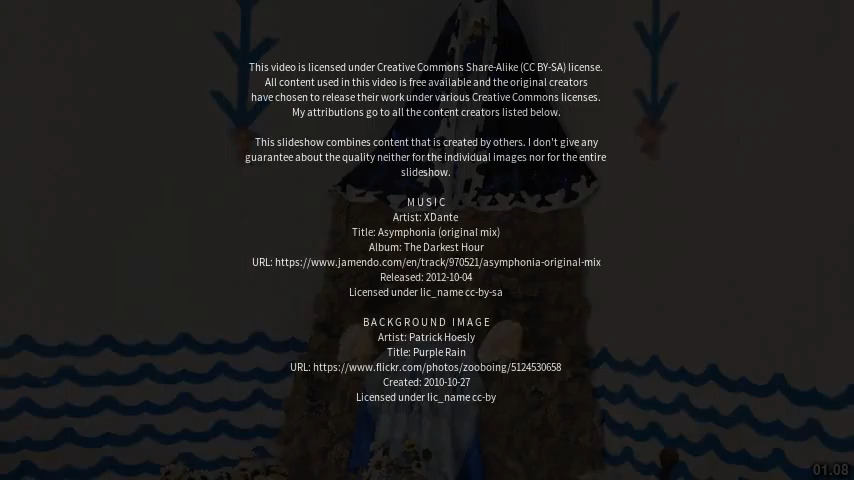 This video is licensed under Creative Commons Share-Alike (CC BY-SA) license.
All content used in this video is free available and the original creators
have chosen to release their work under various Creative Commons licenses.
My attributions go to all the content creators listed below.
This slideshow combines content that is created by others. I don't give any
guarantee about the quality neither for the individual images nor for the entire
slideshow.
MUSIC
Artist: XDante
Title: Asymphonia (original mix)
Album: The Darkest Hour
URL: https://www.jamendo.com/en/track/970521/asymphonia-original-mix
Released: 2012-10-04
Licensed under lic_name cc-by-sa
BACKGROUND IMAGE
Artist: Patrick Hoesly
Title: Purple Rain
URL: https://www.flickr.com/photos/zooboing/5124530658
Created: 2010-10-27
Licensed under lic_name cc-by
01.08